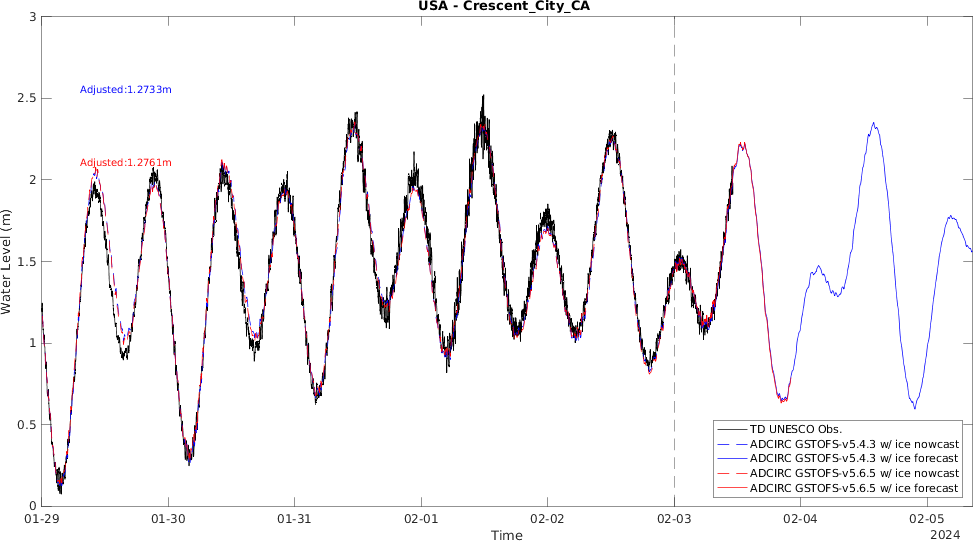 USA - Crescent_City_CA
3
2.5
2
1.5
1
0.5
0
Water Level (m)
Adjusted:1.2733m
Adjusted:1.2761m
TD UNESCO Obs.
ADCIRC GSTOFS-v5.4.3 w/ ice nowcast
ADCIRC GSTOFS-v5.4.3 w/ ice forecast
ADCIRC GSTOFS-v5.6.5 w/ ice nowcast
ADCIRC GSTOFS-v5.6.5 w/ ice forecast
01-29 01-30 01-31 02-01 02-02 02-03 02-04 02-05
Time
2024